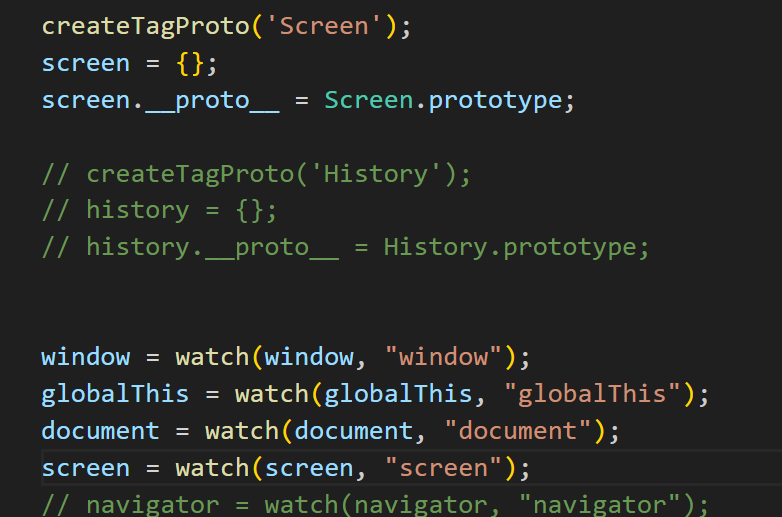 createTagProto('Screen');
screen = {};
screen.__proto__ = Screen.prototype;
// createTagProto('History');
// history = {};
// history.__proto__ = History.prototype;
window = watch(window, "window");
globalThis = watch(globalThis, "globalThis");
document = watch(document, "document");
screen = watch(screen, "screen");
// navigator = watch(navigator, "navigator");